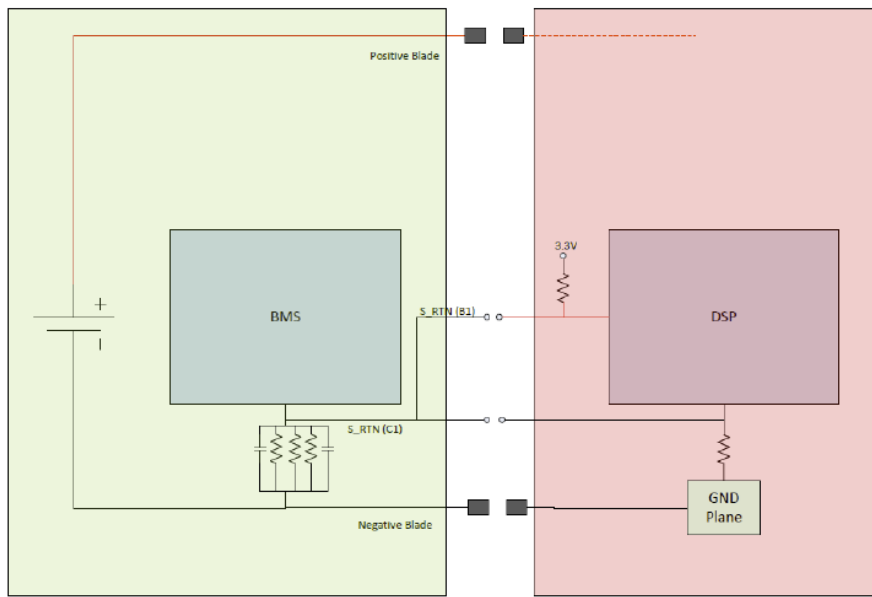 Positive Blade
3.3V
BMS
S_RTN (B1)
DSP
S_RTN (C1)
GND
Plane
Negative Blade